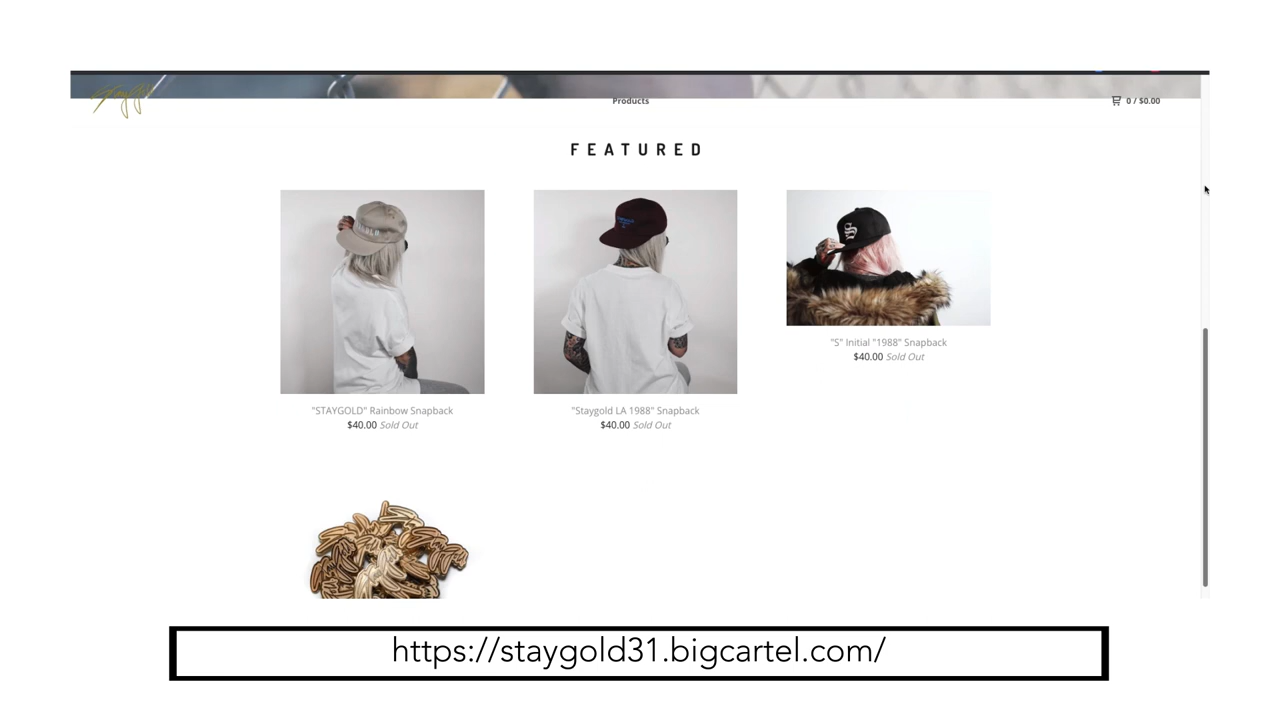 Products
0 / $0.00
FEATURED
"STAYGOLD" Rainbow Snapback
$40.00 Sold Out
"Staygold LA 1988" Snapback
$40.00 Sold Out
S
"S" Initial "1988" Snapback
$40.00 Sold Out
https://staygold31.bigcartel.com/